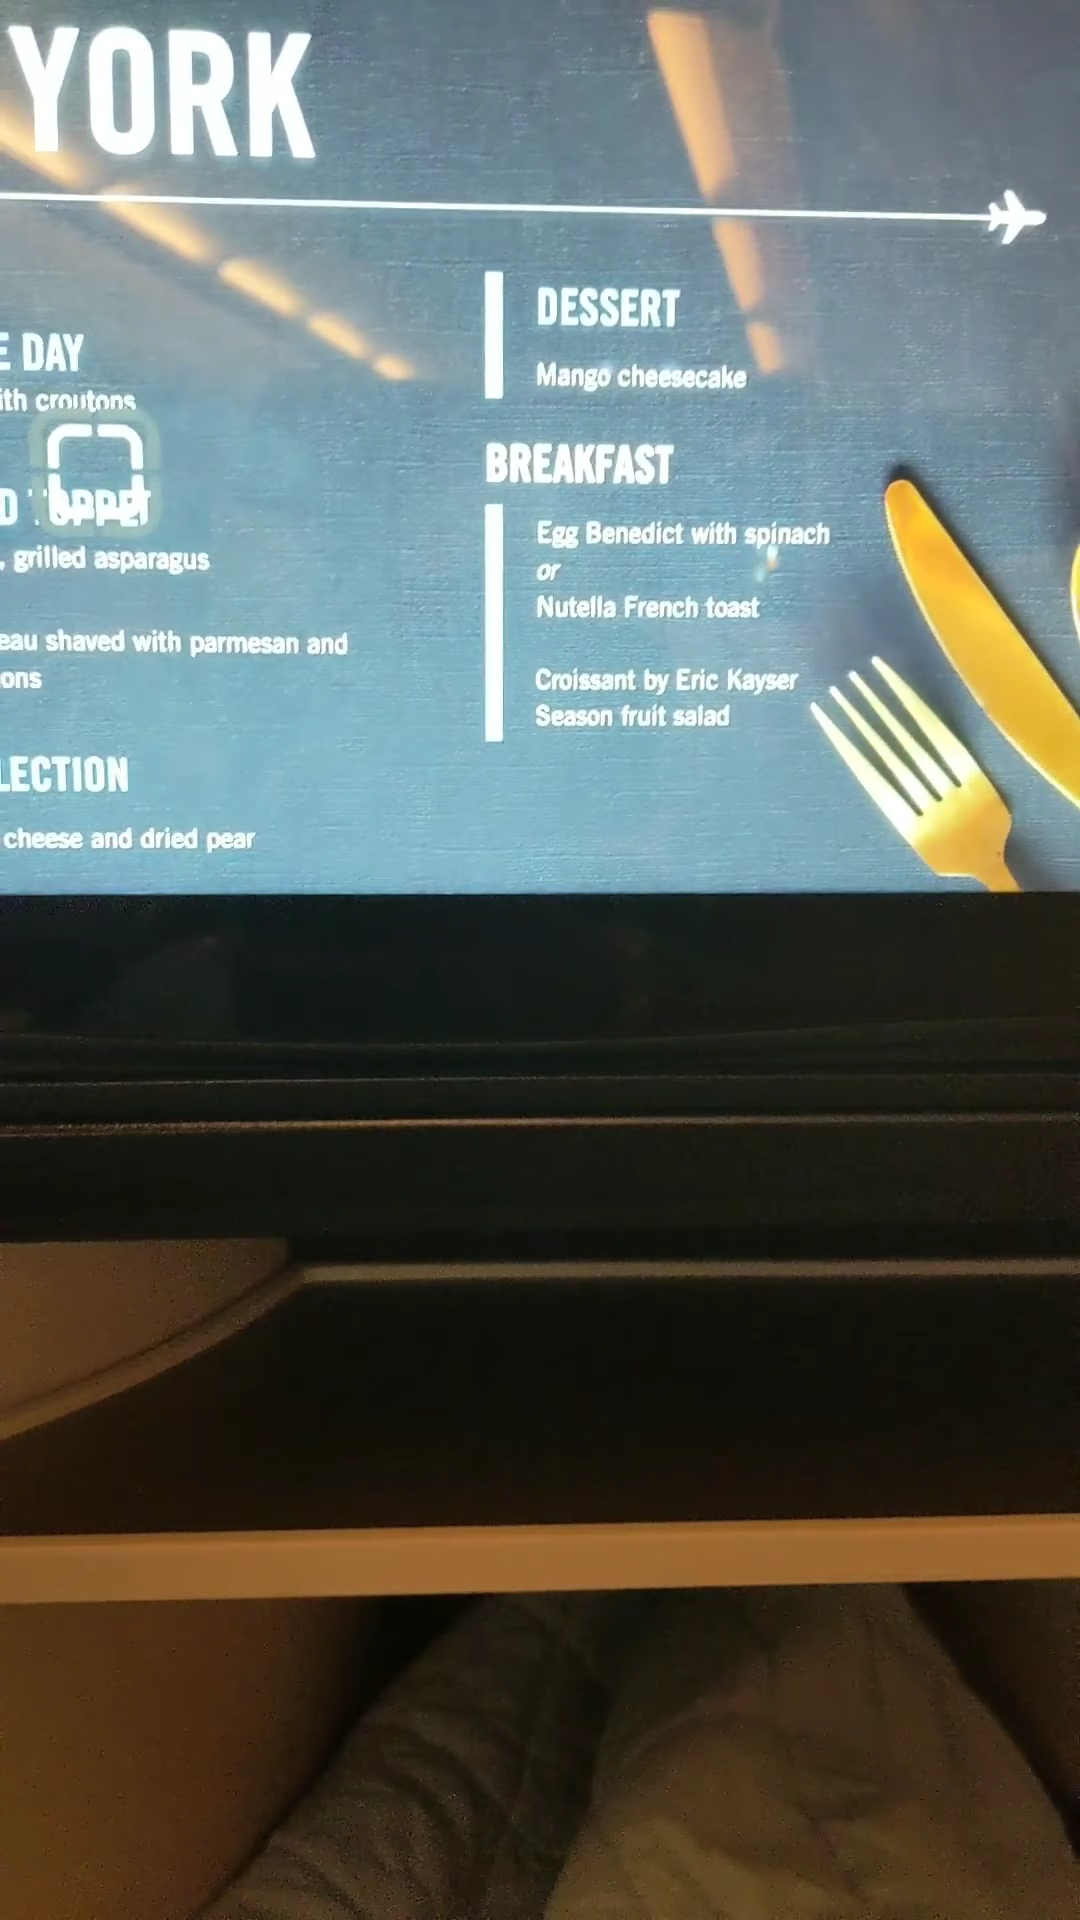 YORK
E DAY
ith croutons
, grilled asparagus
eau shaved with parmesan and
ons
LECTION
cheese and dried pear
DESSERT
Mango cheesecake
BREAKFAST
Egg Benedict with spinach
or
Nutella French toast
Croissant by Eric Kayser
Season fruit salad